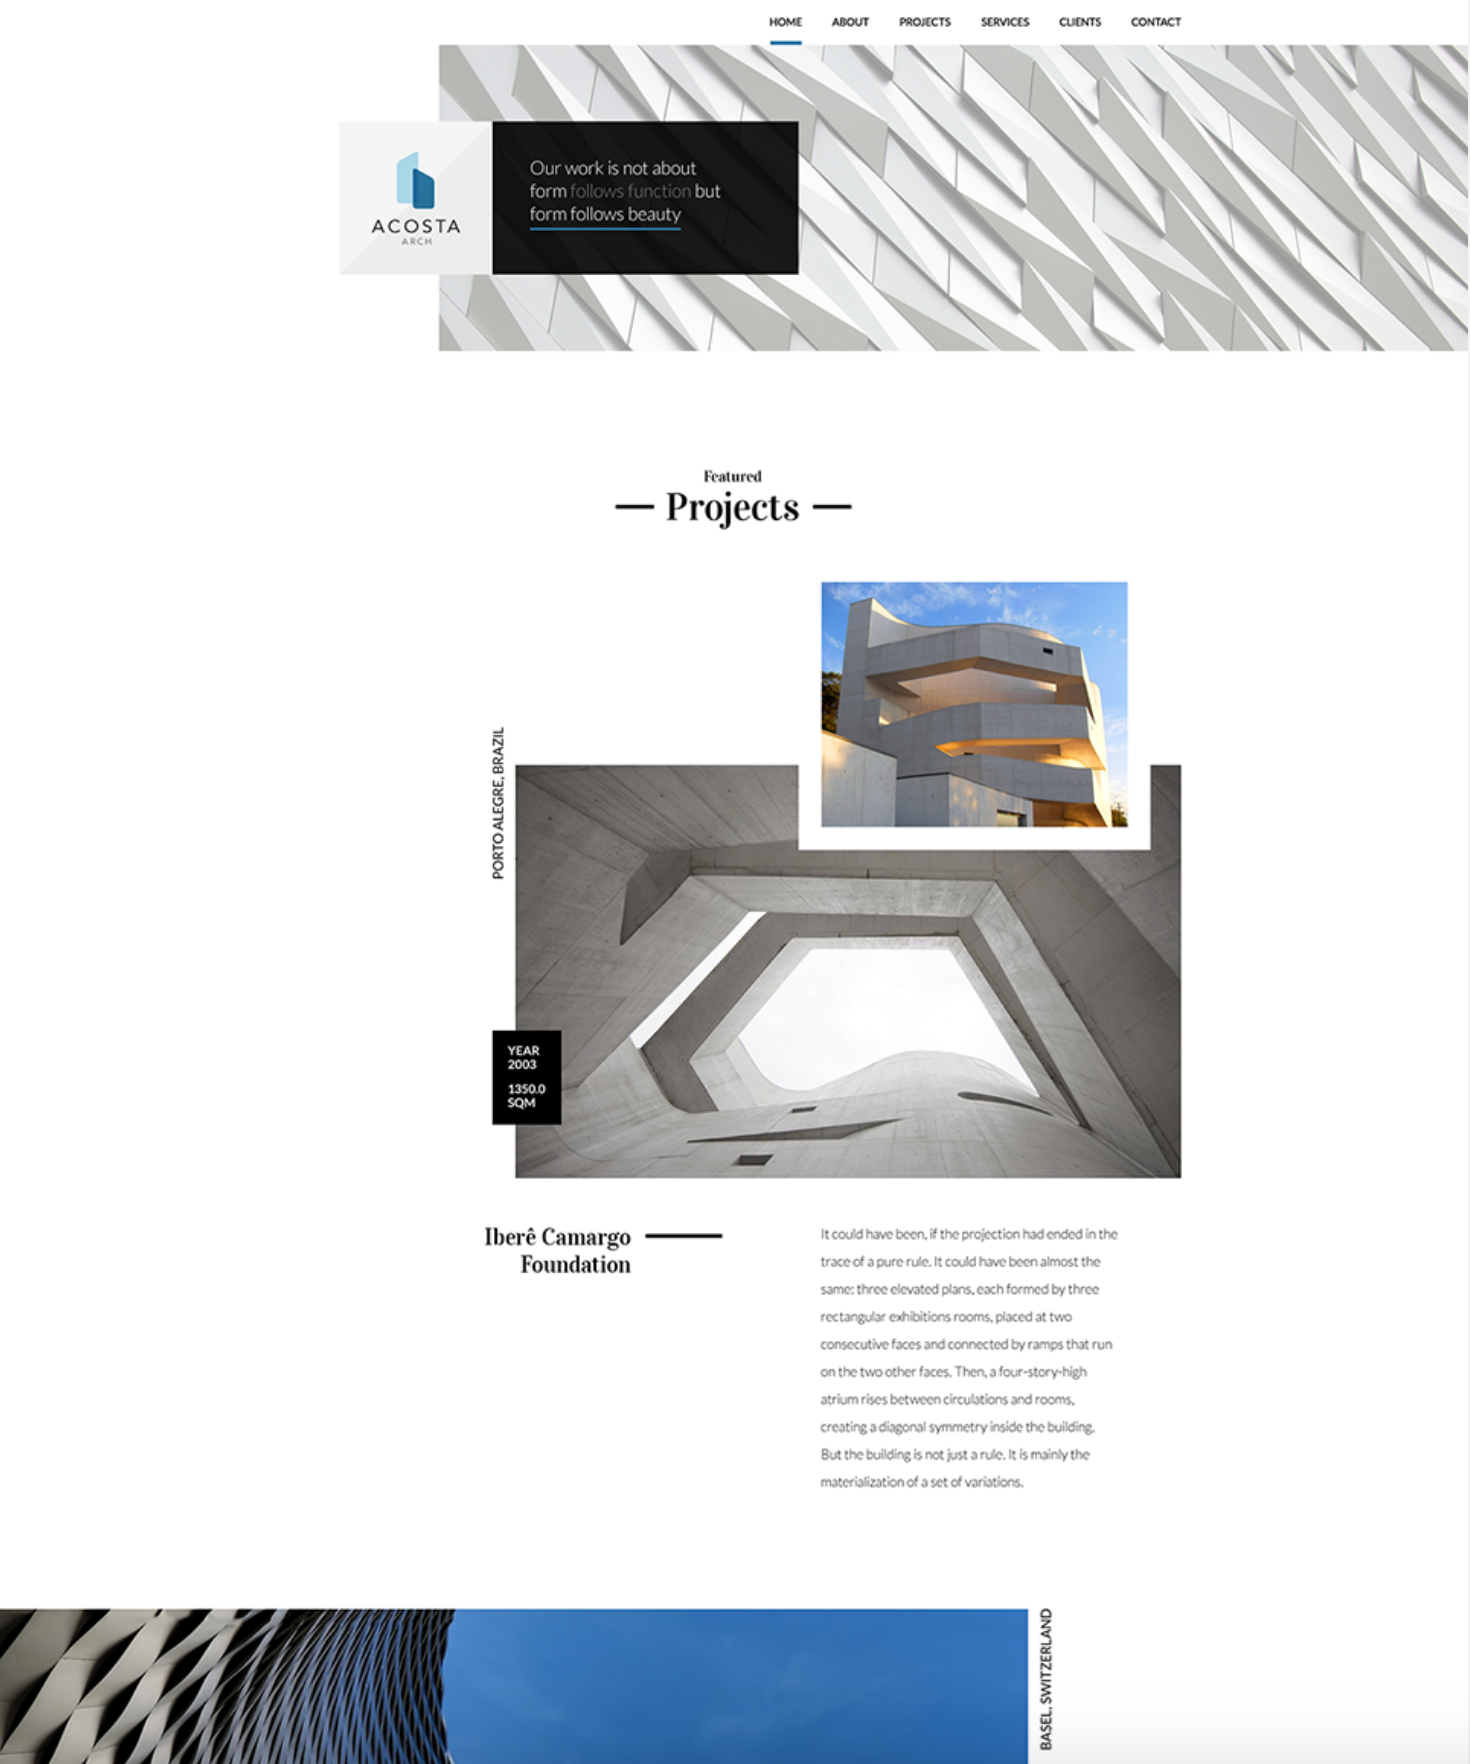 HOME ABOUT PROJECTS SERVICES CLIENTS CONTACT
ACOSTA
ARCH
Our work is not about
form follows function but
form follows beauty
Featured
Projects
PORTO ALEGRE, BRAZIL
YEAR
2003
1350.0
SQM
Iberê Camargo
Foundation
It could have been, if the projection had ended in the
trace of a pure rule. It could have been almost the
same: three elevated plans, each formed by three
rectangular exhibitions rooms, placed at two
consecutive faces and connected by ramps that run
on the two other faces. Then, a four-story-high
atrium rises between circulations and rooms,
creating a diagonal symmetry inside the building.
But the building is not just a rule. It is mainly the
materialization of a set of variations.
BASEL, SWITZERLAND